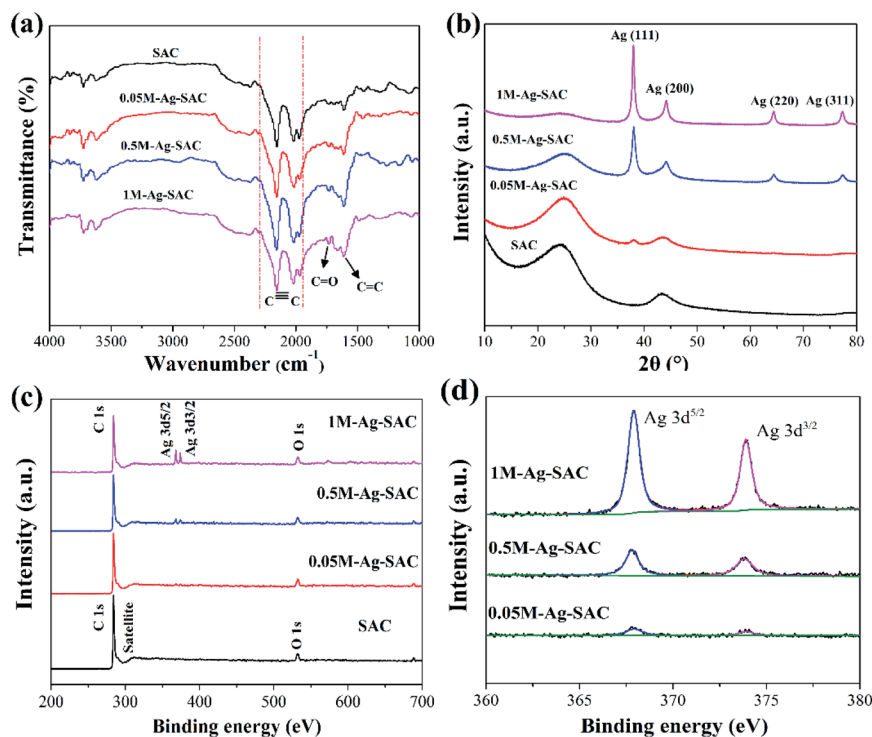 (a)
SAC
0.05M-Ag-SAC
0.5M-Ag-SAC
1M-Ag-SAC
C≡C
C=O
C=C
Transmittance (%)
4000 3500 3000 2500 2000 1500 1000
Wavenumber (cm⁻¹)
(b)
Ag (111)
Ag (200)
Ag (220)
Ag (311)
1M-Ag-SAC
0.5M-Ag-SAC
0.05M-Ag-SAC
SAC
Intensity (a.u.)
10 20 30 40 50 60 70 80
2θ (°)
(c)
C 1s
Ag 3d5/2
Ag 3d3/2
O 1s
1M-Ag-SAC
0.5M-Ag-SAC
0.05M-Ag-SAC
C 1s
Satellite
O 1s
SAC
Intensity (a.u.)
200 300 400 500 600 700
Binding energy (eV)
(d)
Ag 3d⁵/²
Ag 3d³/²
1M-Ag-SAC
0.5M-Ag-SAC
0.05M-Ag-SAC
Intensity (a.u.)
360 365 370 375 380
Binding energy (eV)